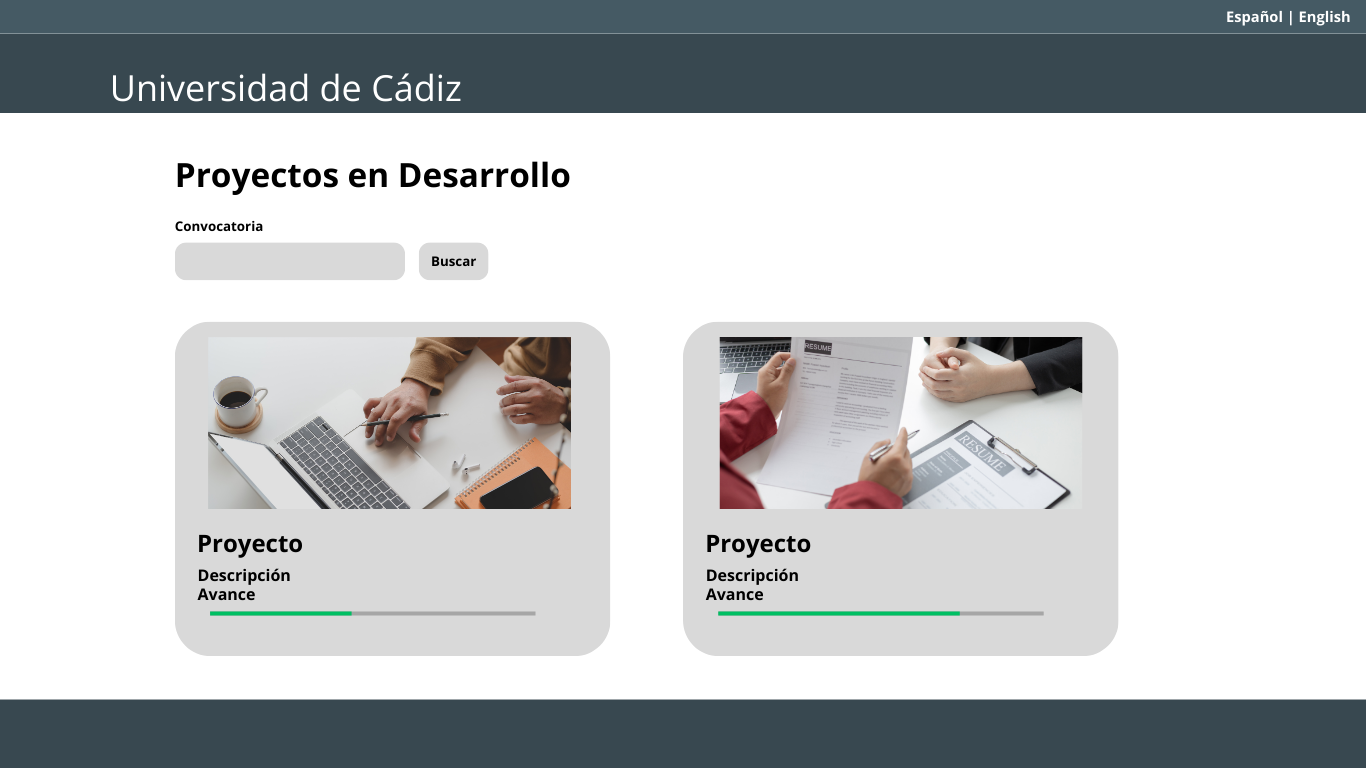 Español | English
Universidad de Cádiz
Proyectos en Desarrollo
Convocatoria
Buscar
RESUME
RESUME
Proyecto
Descripción
Avance
Proyecto
Descripción
Avance